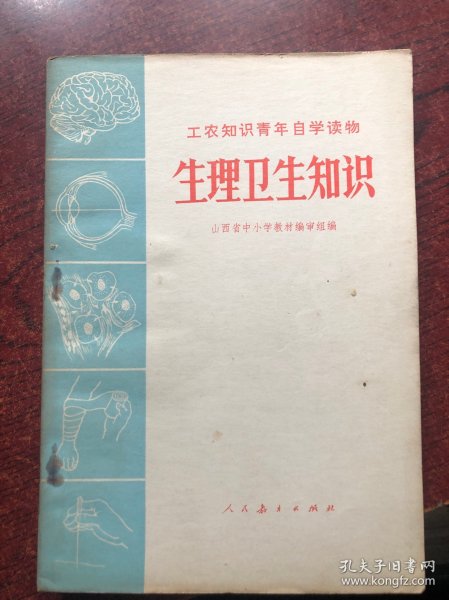 工农知识青年自学读物
生理卫生知识
山西省中小学教材编审组编
人民教育出版社
孔夫子旧书网
www.kongfz.com